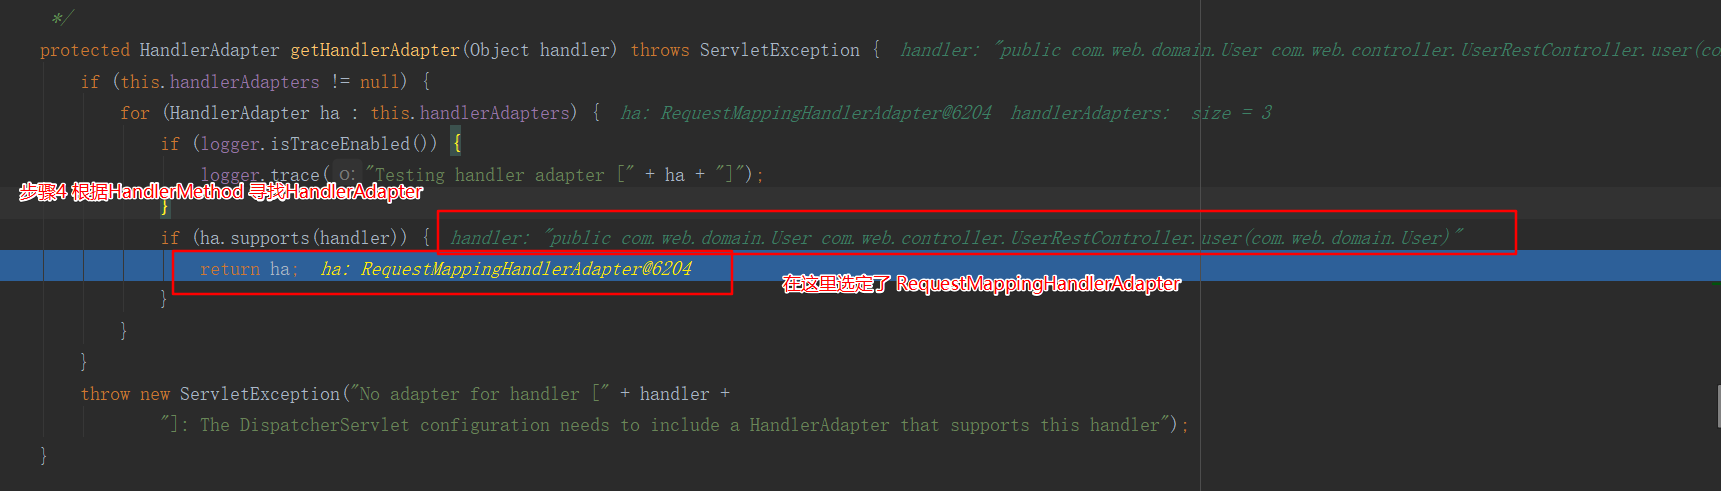 */
protected HandlerAdapter getHandlerAdapter(Object handler) throws ServletException { handler: "public com.web.domain.User com.web.controller.UserRestController.user(co
if (this.handlerAdapters != null) {
for (HandlerAdapter ha : this.handlerAdapters) { ha: RequestMappingHandlerAdapter@6204 handlerAdapters: size = 3
if (logger.isTraceEnabled()) {
logger.trace( o: "Testing handler adapter [" + ha + "]");
步骤4 根据HandlerMethod 寻找HandlerAdapter
}
if (ha.supports(handler)) { handler: "public com.web.domain.User com.web.controller.UserRestController.user(com.web.domain.User)"
return ha; ha: RequestMappingHandlerAdapter@6204
在这里选定了 RequestMappingHandlerAdapter
}
}
}
throw new ServletException("No adapter for handler [" + handler +
"]: The DispatcherServlet configuration needs to include a HandlerAdapter that supports this handler");
}